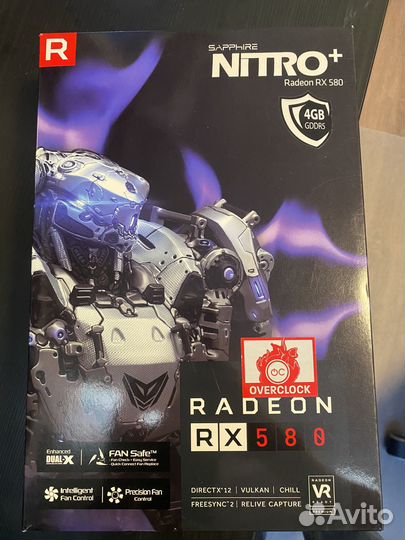 R
SAPPHIRE
NITRO+
Radeon RX 580
4GB
GDDR5
OC
OVERCLOCK
RADEON
RX 580
Enhanced
DUAL-X
FAN Safe™
- Fan Check - Easy Service
Quick Connect Fan Replace
Intelligent
Fan Control
Precision Fan
Control
DIRECTX®12 | VULKAN | CHILL
FREESYNC™2 | RELIVE CAPTURE
RADEON
VR
READY
Avito